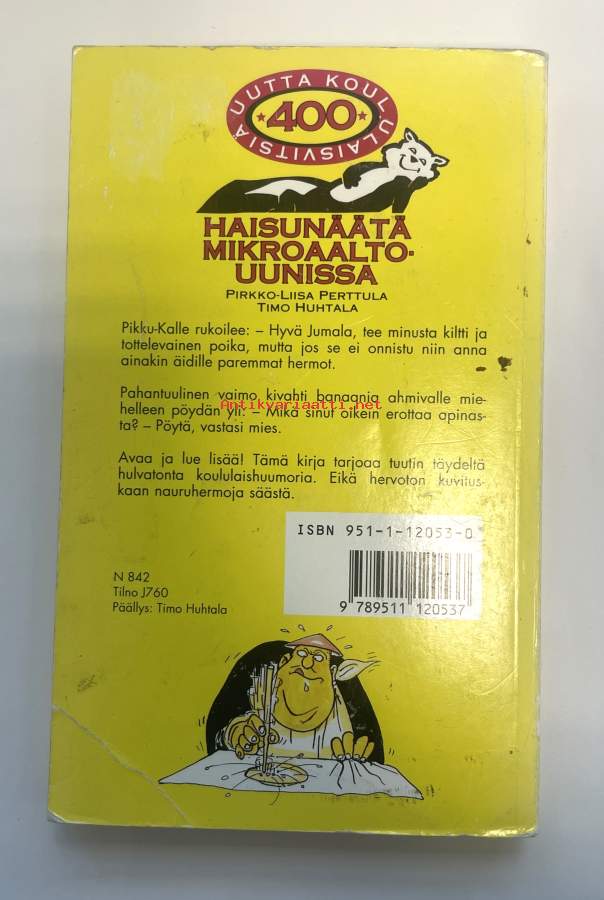 UUTTA KOULULAISVITSIÄ
400
HAISUNÄÄTÄ
MIKROAALTO-
UUNISSA
PIRKKO-LIISA PERTTULA
TIMO HUHTALA
Pikku-Kalle rukoilee: – Hyvä Jumala, tee minusta kiltti ja
tottelevainen poika, mutta jos se ei onnistu niin anna
ainakin äidille paremmat hermot.
Pahantuulinen vaimo kivahti banaania ahmivalle mie-
helleen pöydän yli: – Mikä sinut oikein erottaa apinas-
ta? – Pöytä, vastasi mies.
Antikvariaatti.net
Avaa ja lue lisää! Tämä kirja tarjoaa tuutin täydeltä
hulvatonta koululaishuumoria. Eikä hervoton kuvitus-
kaan nauruhermoja säästä.
ISBN 951-1-12053-0
9 789511 120537
N 842
Tilno J760
Päällys: Timo Huhtala